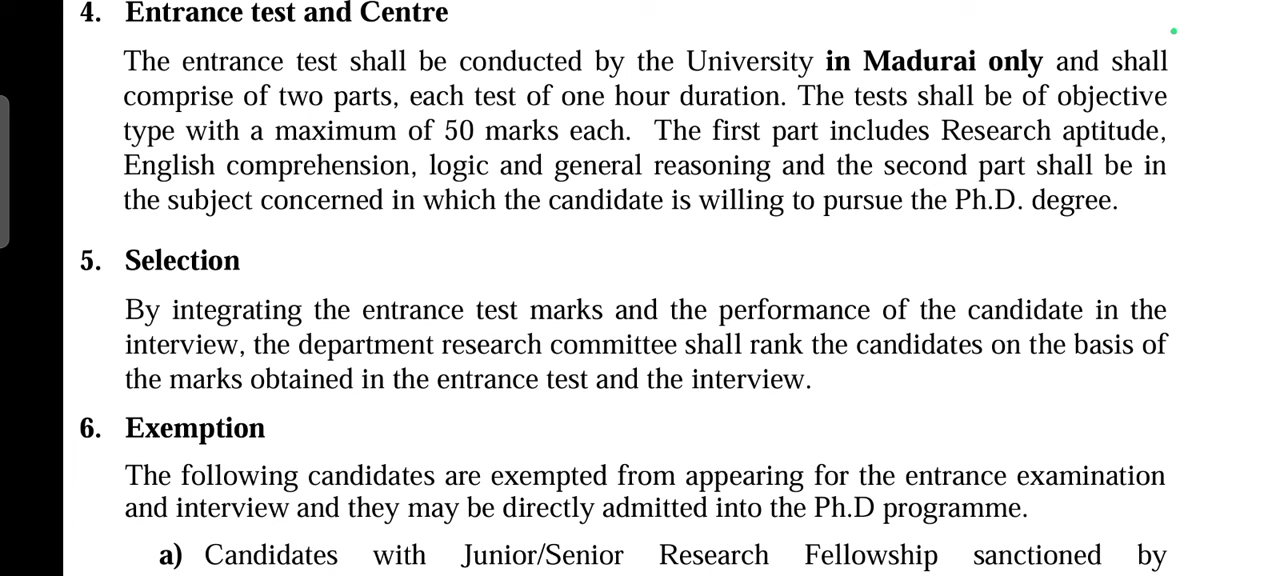 4. Entrance test and Centre
The entrance test shall be conducted by the University in Madurai only and shall
comprise of two parts, each test of one hour duration. The tests shall be of objective
type with a maximum of 50 marks each. The first part includes Research aptitude,
English comprehension, logic and general reasoning and the second part shall be in
the subject concerned in which the candidate is willing to pursue the Ph.D. degree.
5. Selection
By integrating the entrance test marks and the performance of the candidate in the
interview, the department research committee shall rank the candidates on the basis of
the marks obtained in the entrance test and the interview.
6. Exemption
The following candidates are exempted from appearing for the entrance examination
and interview and they may be directly admitted into the Ph.D programme.
a) Candidates with Junior/Senior Research Fellowship sanctioned by